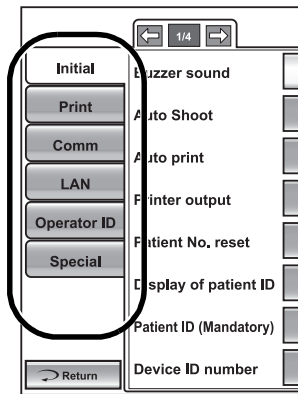 1/4
Initial
Print
Comm
LAN
Operator ID
Special
Return
Buzzer sound
Auto Shoot
Auto print
Printer output
Patient No. reset
Display of patient ID
Patient ID (Mandatory)
Device ID number